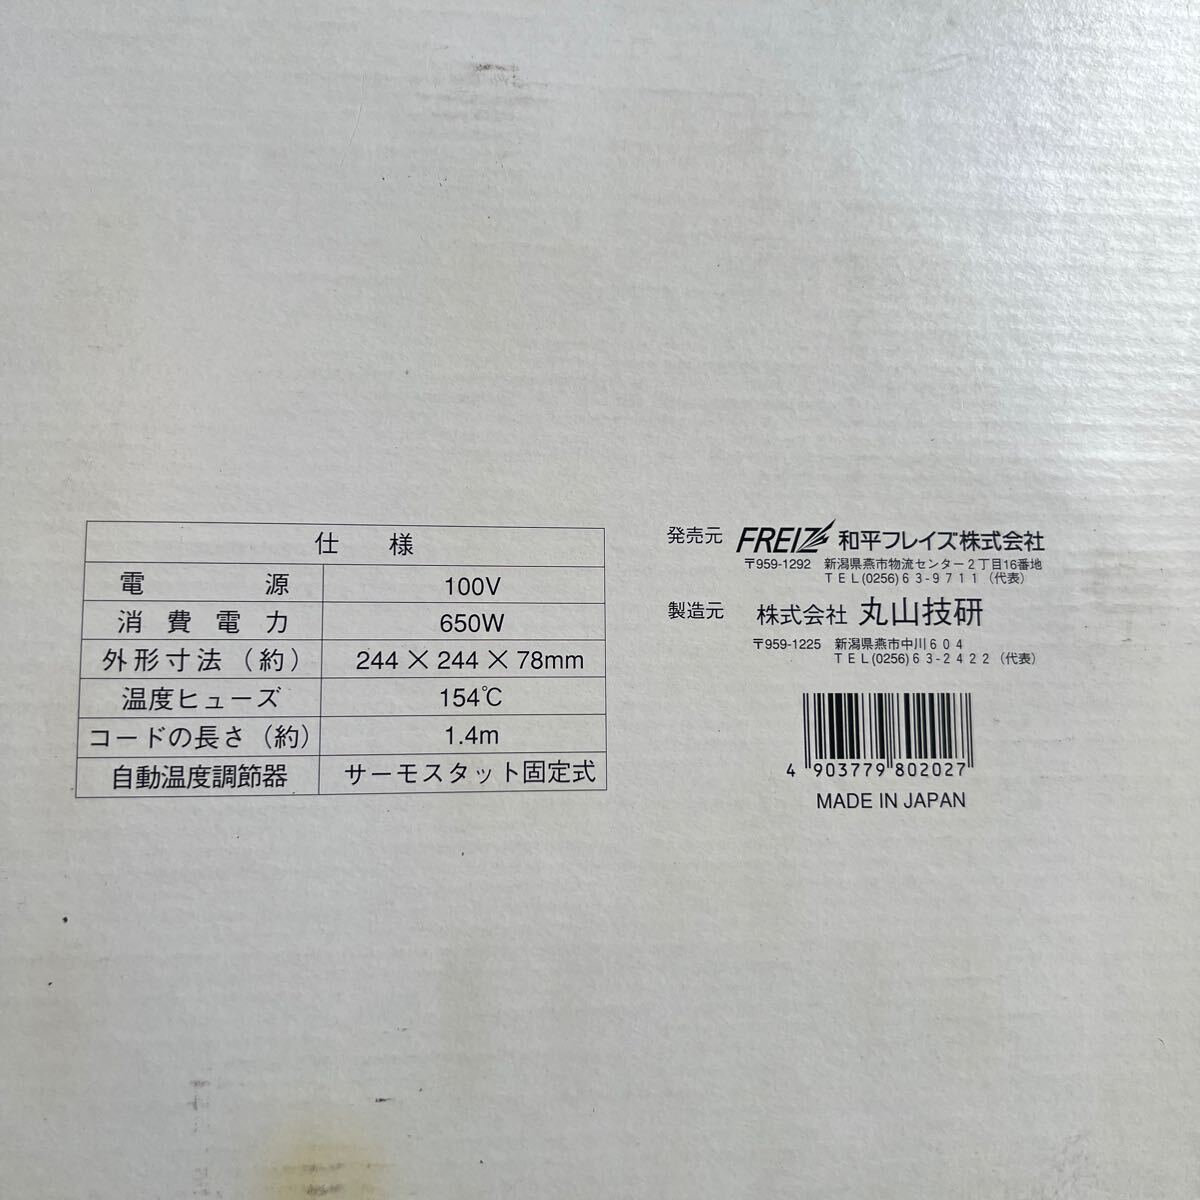 仕 様
電 源 100V
消費電力 650W
外形寸法（約） 244×244×78mm
温度ヒューズ 154℃
コードの長さ（約） 1.4m
自動温度調節器 サーモスタット固定式
発売元 FREIZ 和平フレイズ株式会社
〒959-1292 新潟県燕市物流センター2丁目16番地
TEL(0256)63-9711（代表）
製造元 株式会社 丸山技研
〒959-1225 新潟県燕市中川604
TEL(0256)63-2422（代表）
4 903779 802027
MADE IN JAPAN